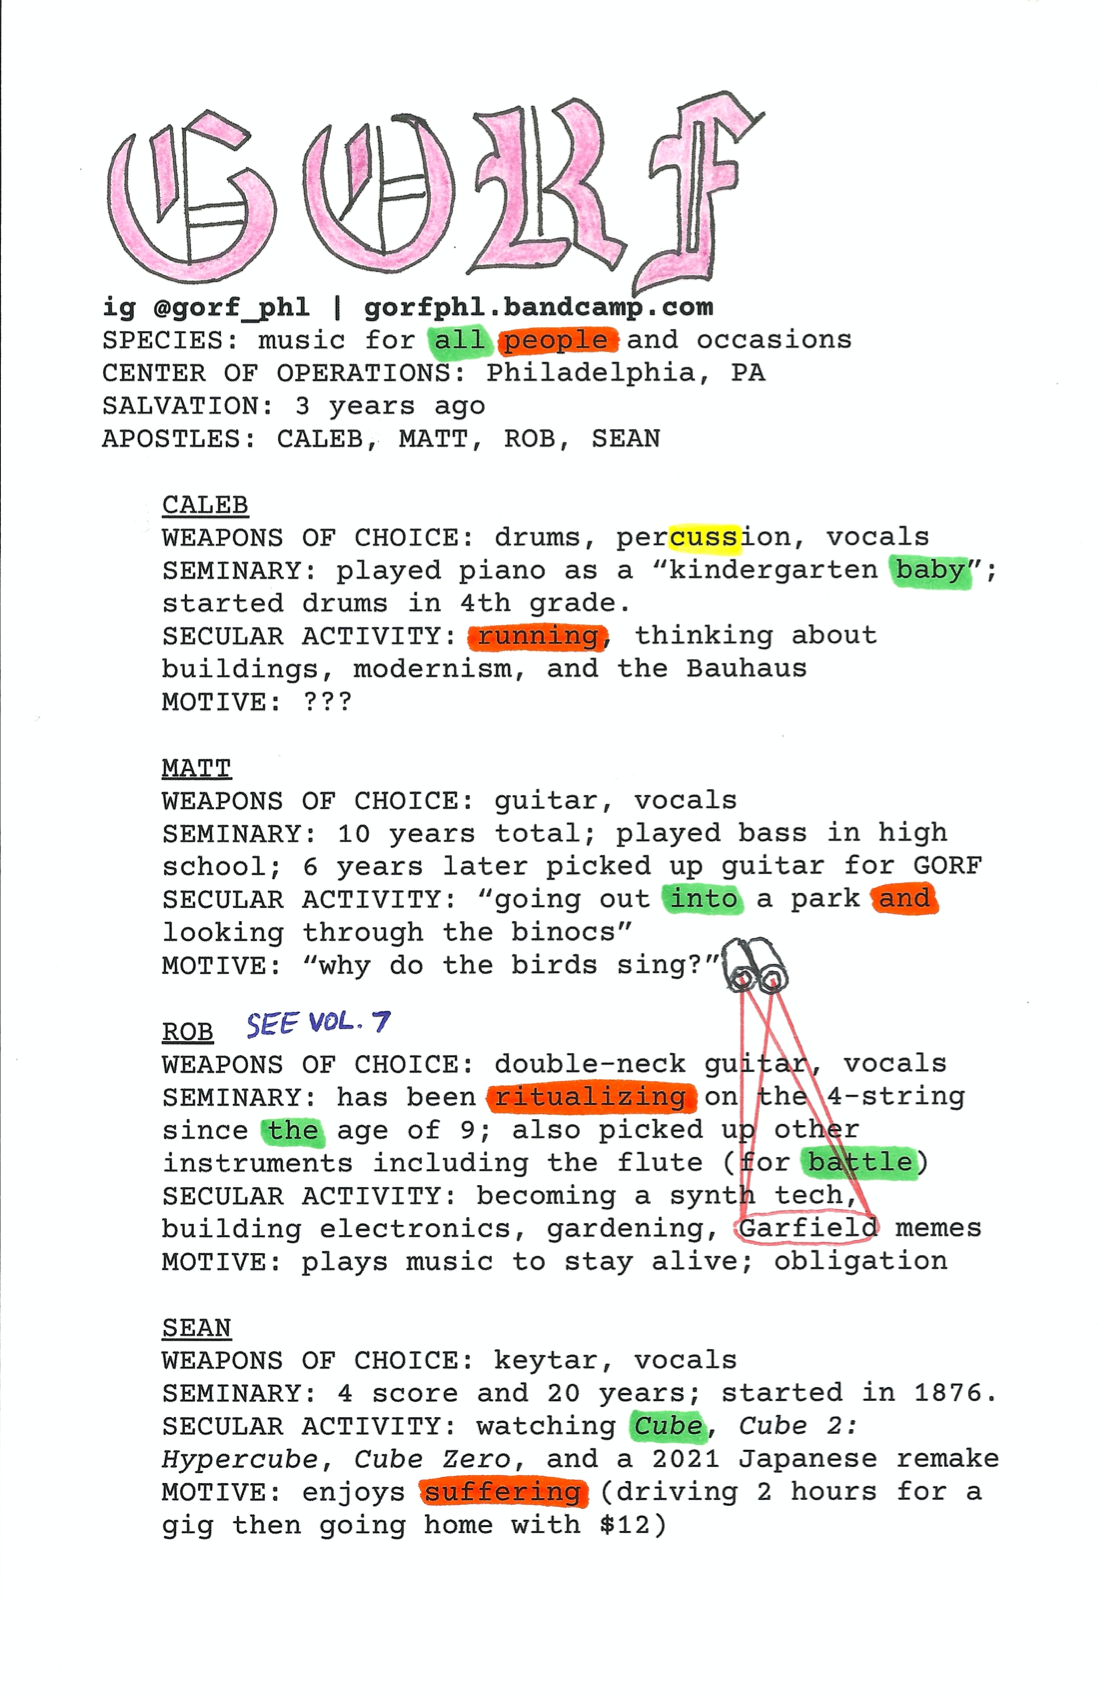 GORF
ig @gorf_phl | gorfphl.bandcamp.com
SPECIES: music for all people and occasions
CENTER OF OPERATIONS: Philadelphia, PA
SALVATION: 3 years ago
APOSTLES: CALEB, MATT, ROB, SEAN
CALEB
WEAPONS OF CHOICE: drums, percussion, vocals
SEMINARY: played piano as a “kindergarten baby”;
started drums in 4th grade.
SECULAR ACTIVITY: running, thinking about
buildings, modernism, and the Bauhaus
MOTIVE: ???
MATT
WEAPONS OF CHOICE: guitar, vocals
SEMINARY: 10 years total; played bass in high
school; 6 years later picked up guitar for GORF
SECULAR ACTIVITY: “going out into a park and
looking through the binocs”
MOTIVE: “why do the birds sing?”
ROB SEE VOL. 7
WEAPONS OF CHOICE: double-neck guitar, vocals
SEMINARY: has been ritualizing on the 4-string
since the age of 9; also picked up other
instruments including the flute (for battle)
SECULAR ACTIVITY: becoming a synth tech,
building electronics, gardening, Garfield memes
MOTIVE: plays music to stay alive; obligation
SEAN
WEAPONS OF CHOICE: keytar, vocals
SEMINARY: 4 score and 20 years; started in 1876.
SECULAR ACTIVITY: watching Cube, Cube 2:
Hypercube, Cube Zero, and a 2021 Japanese remake
MOTIVE: enjoys suffering (driving 2 hours for a
gig then going home with $12)